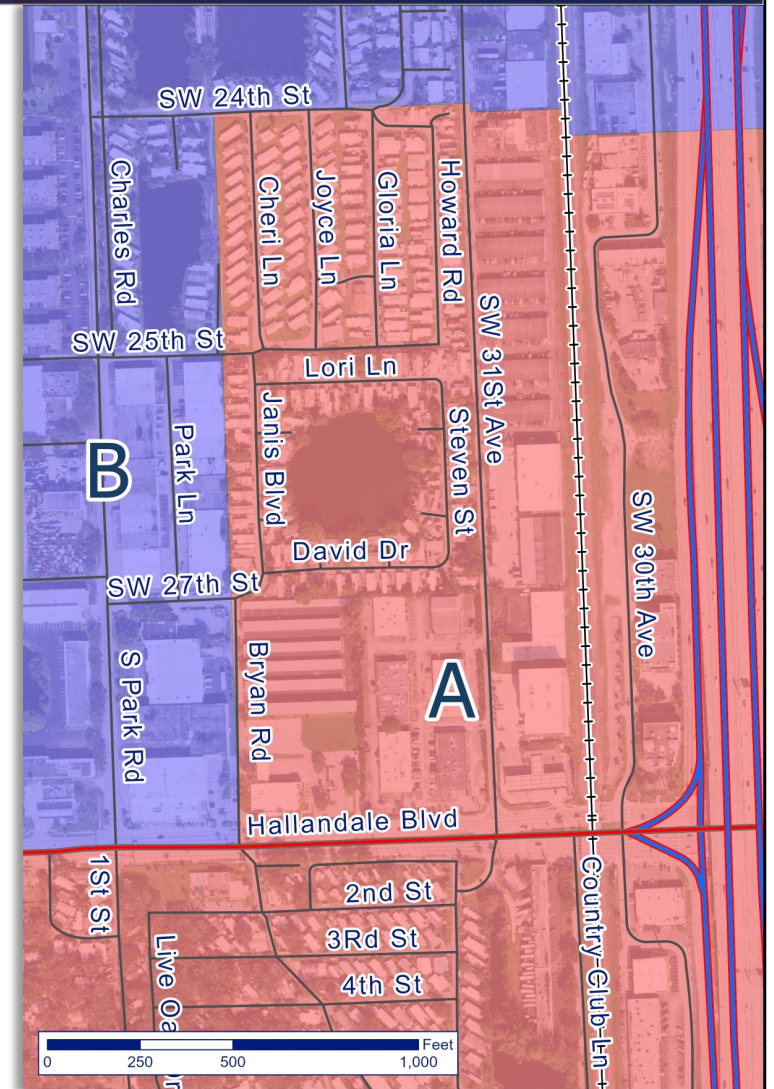 SW 24th St
Charles Rd
Cheri Ln
Joyce Ln
Gloria Ln
Howard Rd
SW 31St Ave
SW 25th St
Lori Ln
B
Park Ln
Janis Blvd
Steven St
David Dr
SW 30th Ave
SW 27th St
S Park Rd
Bryan Rd
A
Hallandale Blvd
1St St
2nd St
Country Club Ln
3Rd St
Live Oa
4th St
Feet
0 250 500 1,000